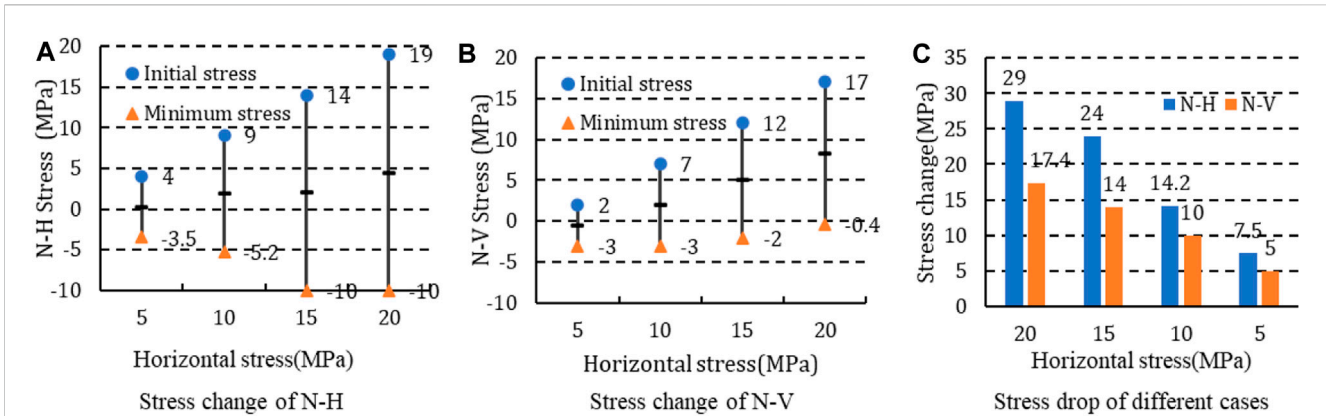 A
N-H Stress (MPa)
20
15
10
5
0
-5
-10
Initial stress
Minimum stress
4
9
14
19
-3.5
-5.2
-10
-10
5 10 15 20
Horizontal stress(MPa)
Stress change of N-H
B
N-V Stress (MPa)
20
15
10
5
0
-5
-10
Initial stress
Minimum stress
2
7
12
17
-3
-3
-2
-0.4
5 10 15 20
Horizontal stress(MPa)
Stress change of N-V
C
Stress change(MPa)
35
30
25
20
15
10
5
0
N-H N-V
29
17.4
24
14
14.2
10
7.5
5
20 15 10 5
Horizontal stress(MPa)
Stress drop of different cases